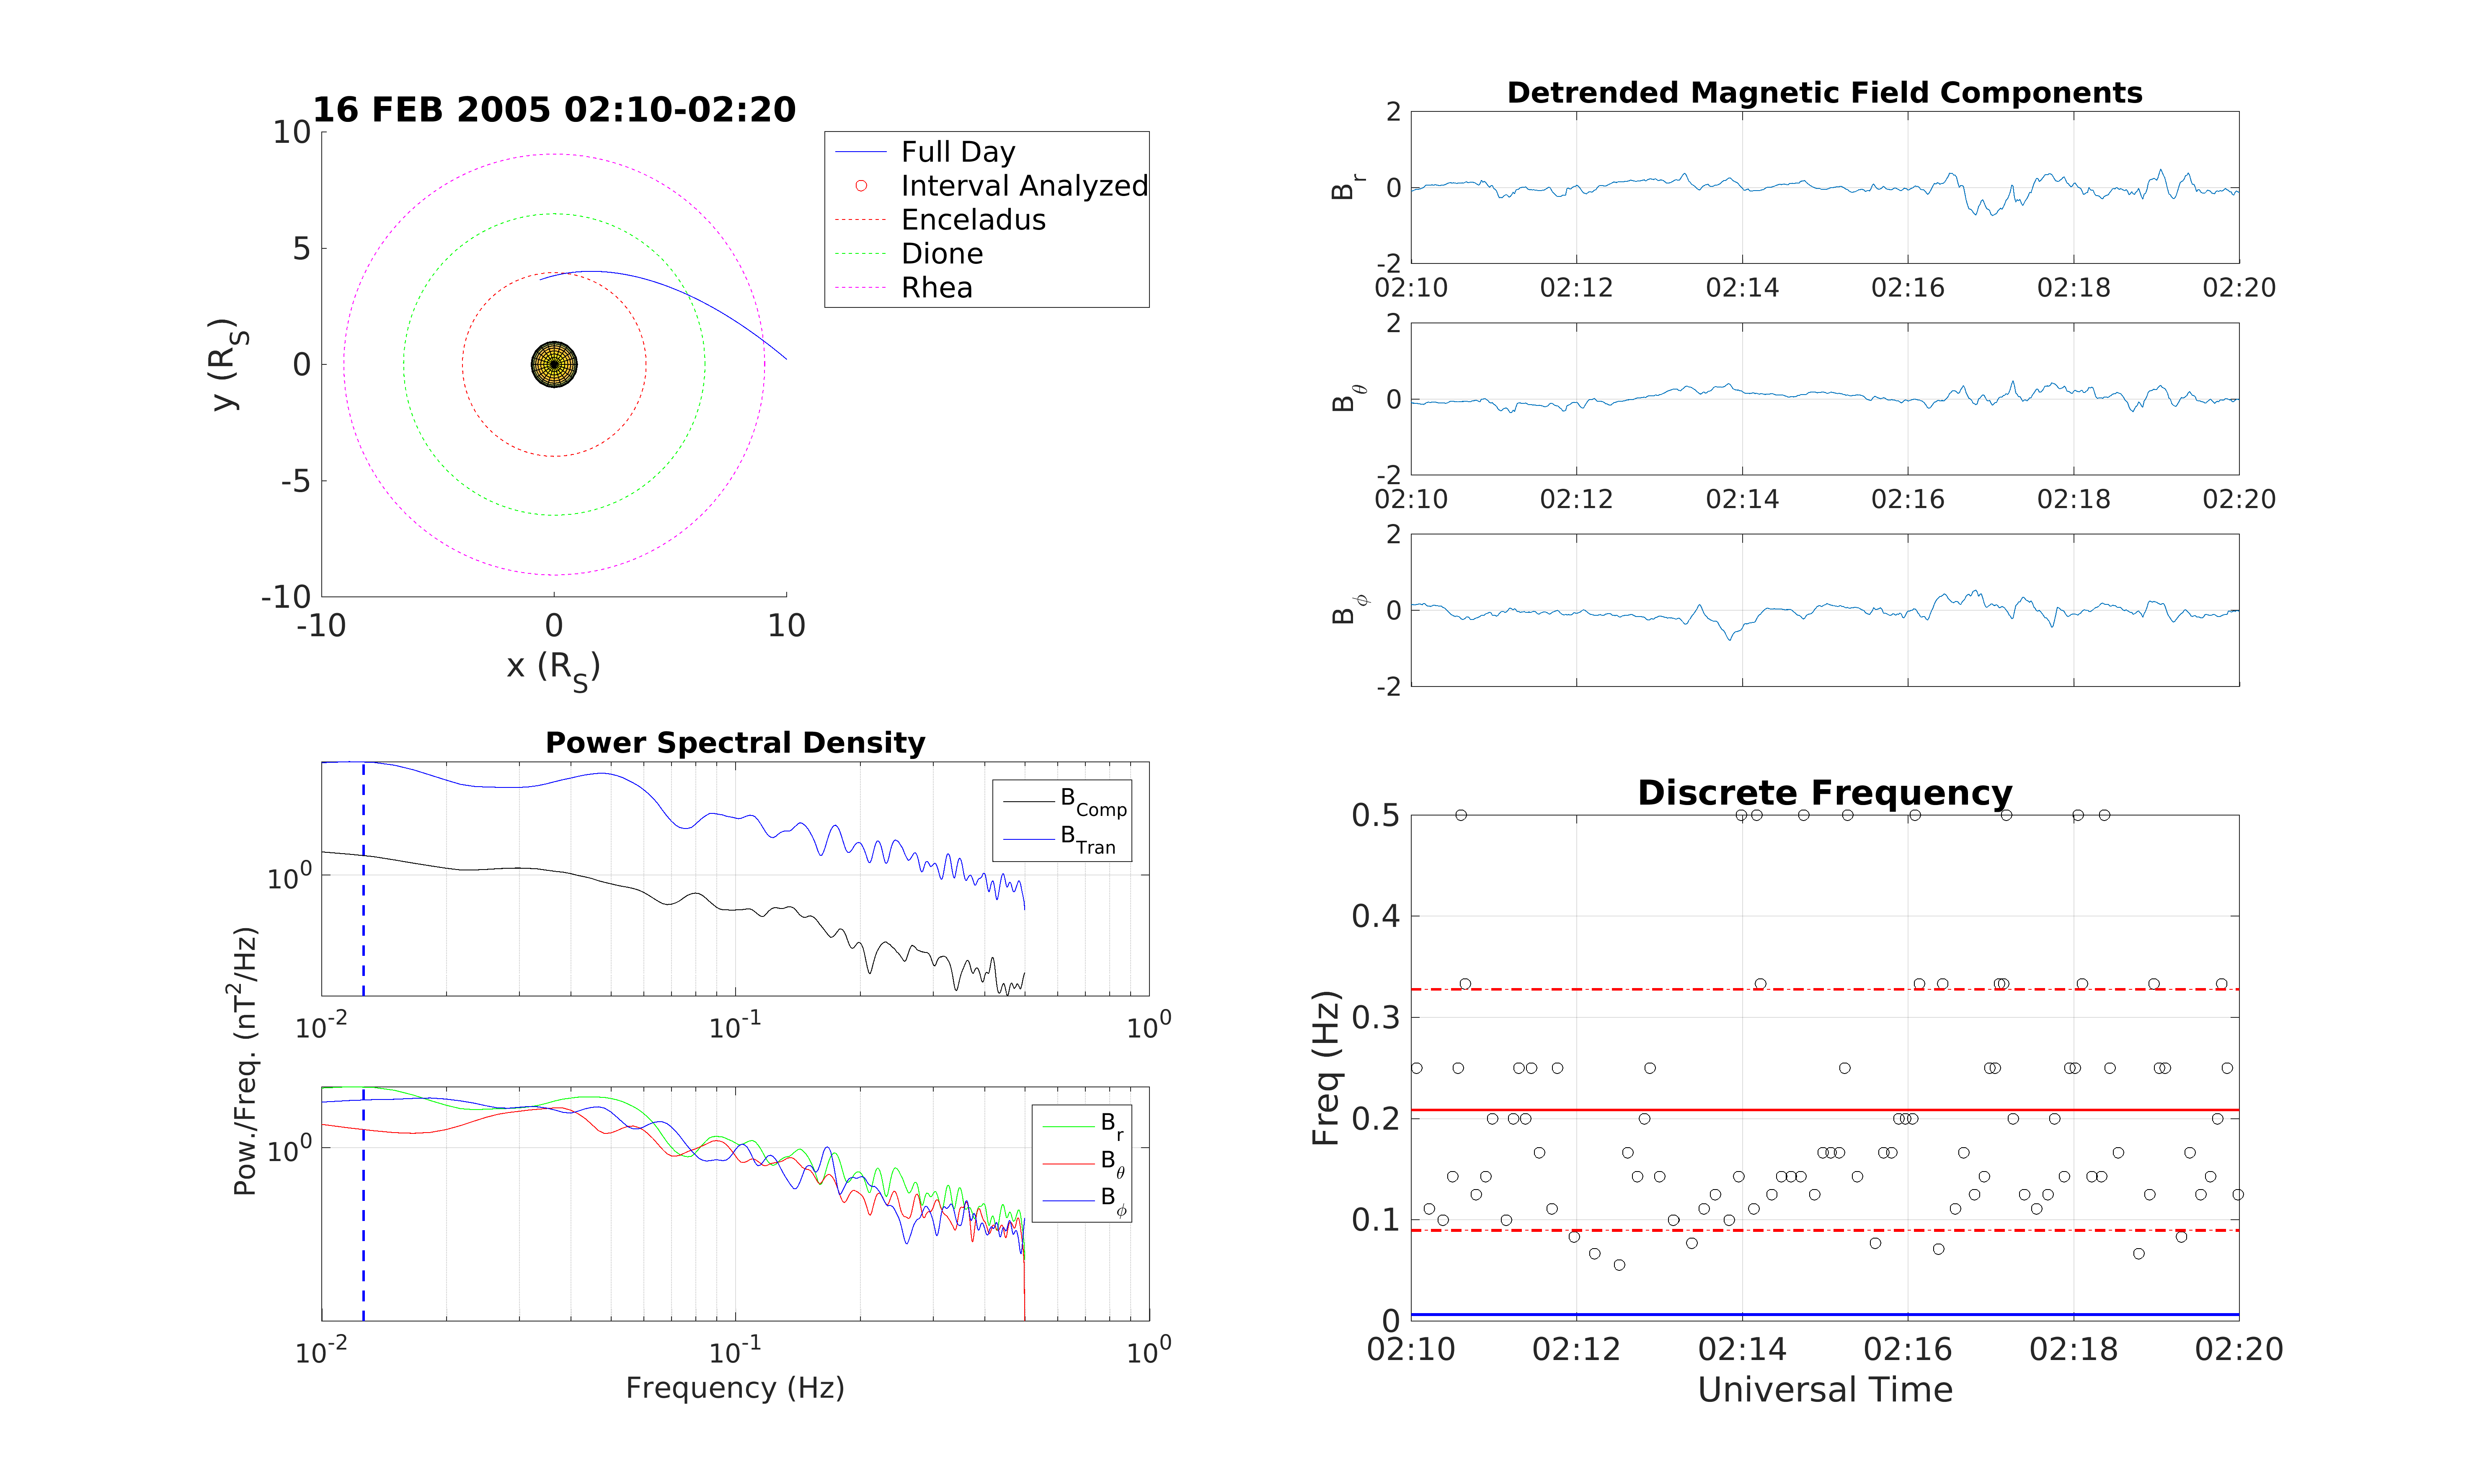 16 FEB 2005 02:10-02:20
10
5
0
-5
-10
-10
0
10
y (R_S)
x (R_S)
Full Day
Interval Analyzed
Enceladus
Dione
Rhea
Detrended Magnetic Field Components
2
0
-2
B_r
02:10
02:12
02:14
02:16
02:18
02:20
2
0
-2
B_θ
02:10
02:12
02:14
02:16
02:18
02:20
2
0
-2
B_ϕ
Power Spectral Density
10^0
B_Comp
B_Tran
10^-2
10^-1
10^0
Pow./Freq. (nT^2/Hz)
10^0
B_r
B_θ
B_ϕ
10^-2
10^-1
10^0
Frequency (Hz)
Discrete Frequency
0.5
0.4
0.3
0.2
0.1
0
Freq (Hz)
02:10
02:12
02:14
02:16
02:18
02:20
Universal Time